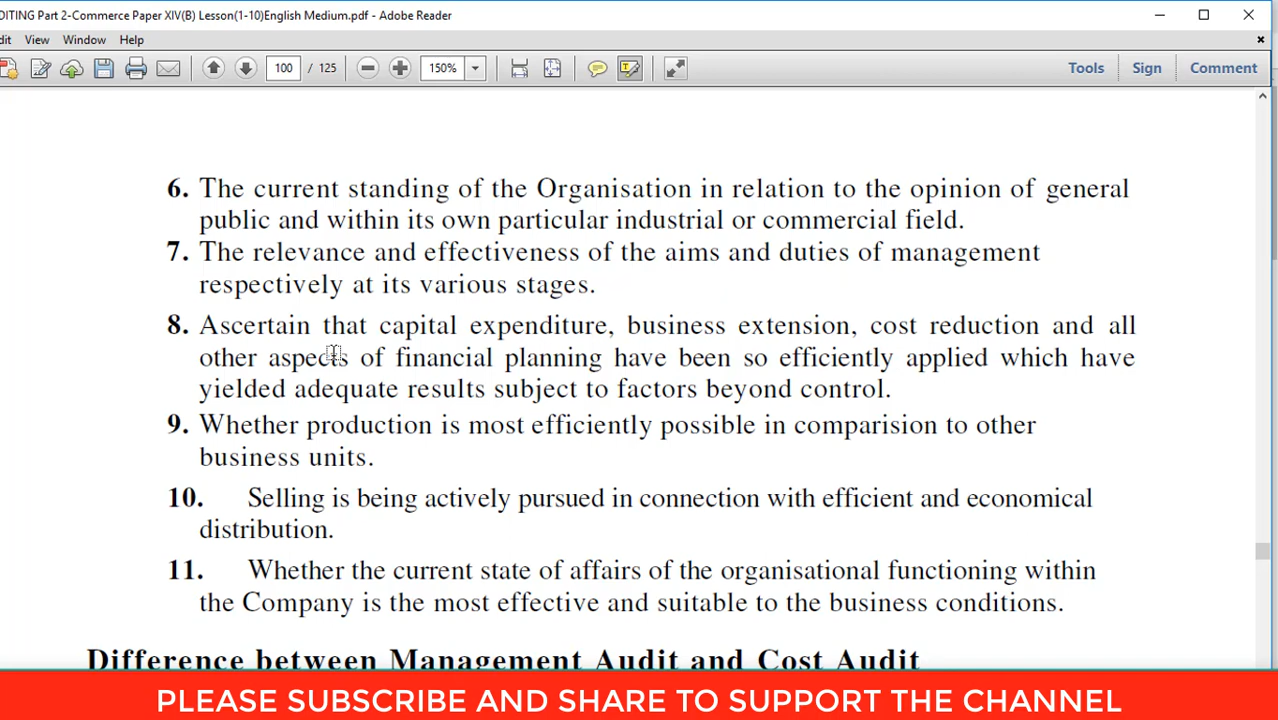 DITING Part 2-Commerce Paper XIV(B) Lesson(1-10)English Medium.pdf - Adobe Reader
dit View Window Help
100 / 125 150% Tools Sign Comment
6. The current standing of the Organisation in relation to the opinion of general
public and within its own particular industrial or commercial field.
7. The relevance and effectiveness of the aims and duties of management
respectively at its various stages.
8. Ascertain that capital expenditure, business extension, cost reduction and all
other aspects of financial planning have been so efficiently applied which have
yielded adequate results subject to factors beyond control.
9. Whether production is most efficiently possible in comparision to other
business units.
10. Selling is being actively pursued in connection with efficient and economical
distribution.
11. Whether the current state of affairs of the organisational functioning within
the Company is the most effective and suitable to the business conditions.
Difference between Management Audit and Cost Audit
PLEASE SUBSCRIBE AND SHARE TO SUPPORT THE CHANNEL